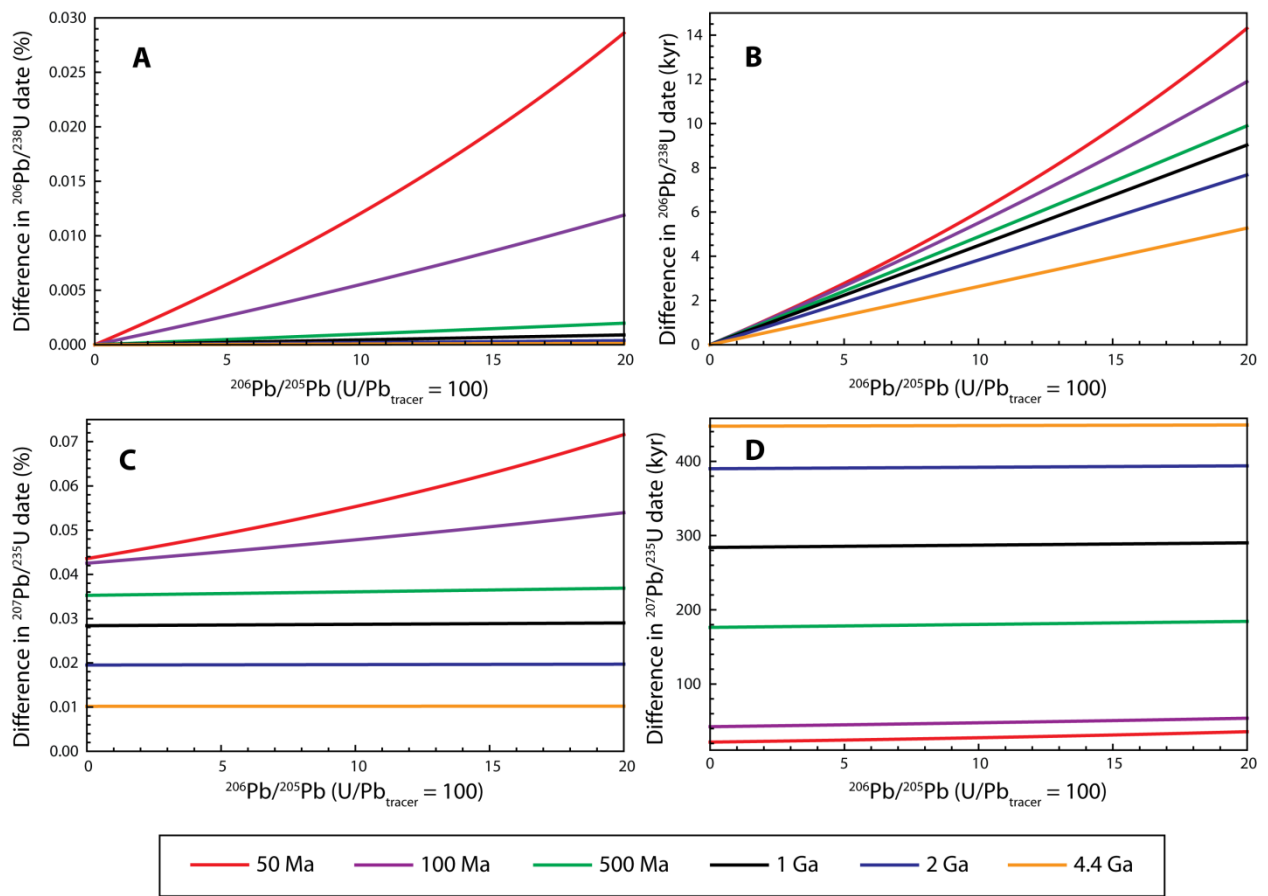 A
Difference in ²⁰⁶Pb/²³⁸U date (%)
0.030
0.025
0.020
0.015
0.010
0.005
0.000
0 5 10 15 20
²⁰⁶Pb/²⁰⁵Pb (U/Pb_tracer = 100)
B
Difference in ²⁰⁶Pb/²³⁸U date (kyr)
14
12
10
8
6
4
2
0
0 5 10 15 20
²⁰⁶Pb/²⁰⁵Pb (U/Pb_tracer = 100)
C
Difference in ²⁰⁷Pb/²³⁵U date (%)
0.07
0.06
0.05
0.04
0.03
0.02
0.01
0.00
0 5 10 15 20
²⁰⁶Pb/²⁰⁵Pb (U/Pb_tracer = 100)
D
Difference in ²⁰⁷Pb/²³⁵U date (kyr)
400
300
200
100
0 5 10 15 20
²⁰⁶Pb/²⁰⁵Pb (U/Pb_tracer = 100)
50 Ma 100 Ma 500 Ma 1 Ga 2 Ga 4.4 Ga